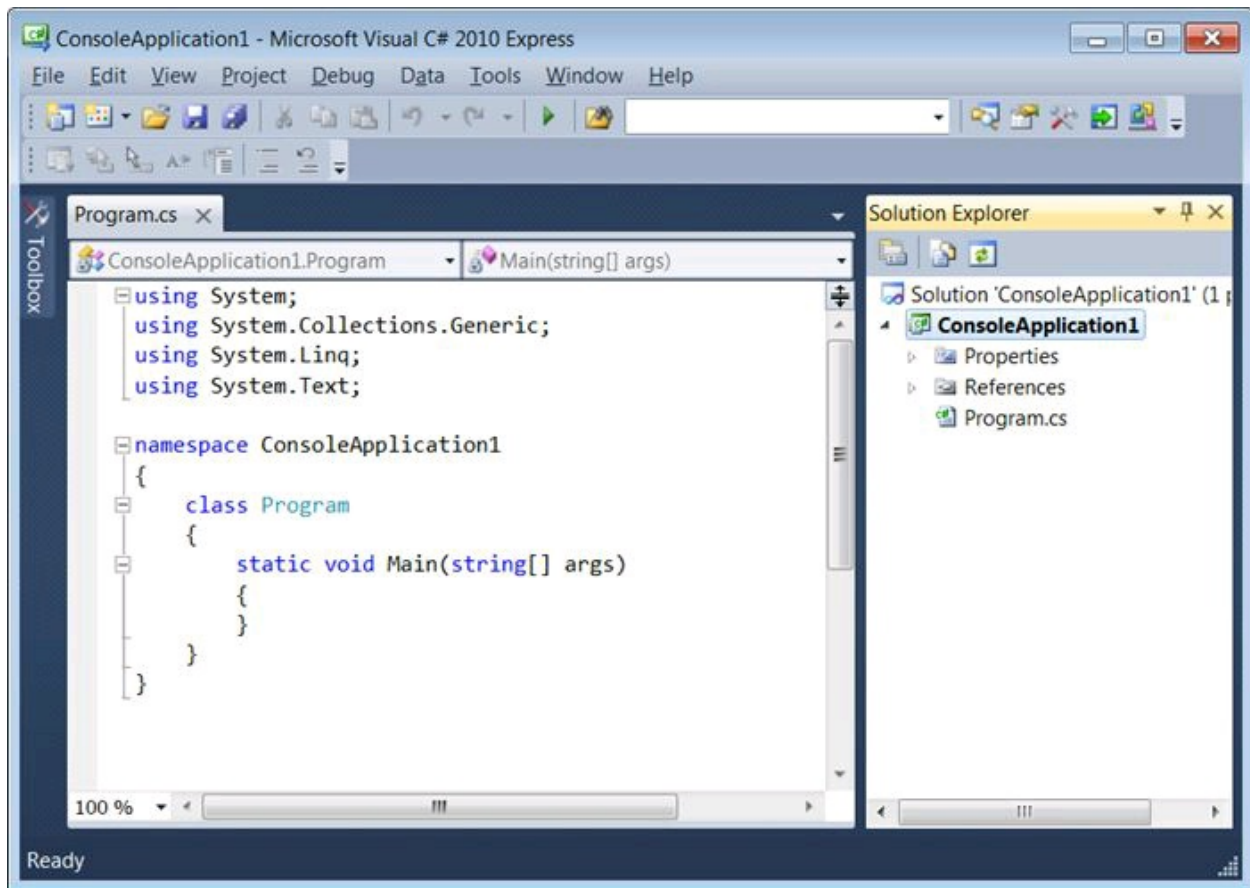 ConsoleApplication1 - Microsoft Visual C# 2010 Express
File Edit View Project Debug Data Tools Window Help
Toolbox
Program.cs
ConsoleApplication1.Program
Main(string[] args)
using System;
using System.Collections.Generic;
using System.Linq;
using System.Text;
namespace ConsoleApplication1
{
class Program
{
static void Main(string[] args)
{
}
}
}
100 %
Solution Explorer
Solution 'ConsoleApplication1' (1
ConsoleApplication1
Properties
References
Program.cs
Ready